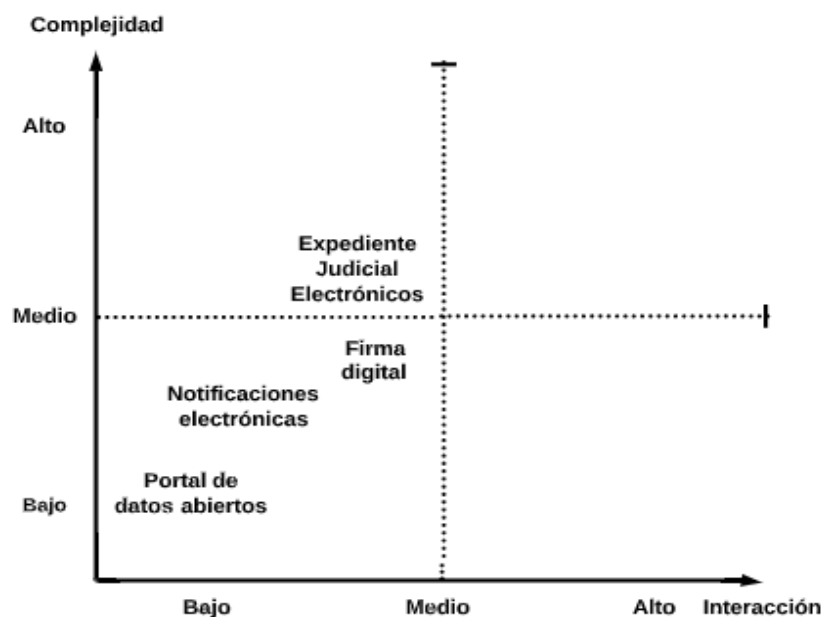 Complejidad
Alto
Expediente
Judicial
Electrónicos
Medio
Firma
digital
Notificaciones
electrónicas
Portal de
datos abiertos
Bajo
Bajo Medio Alto Interacción